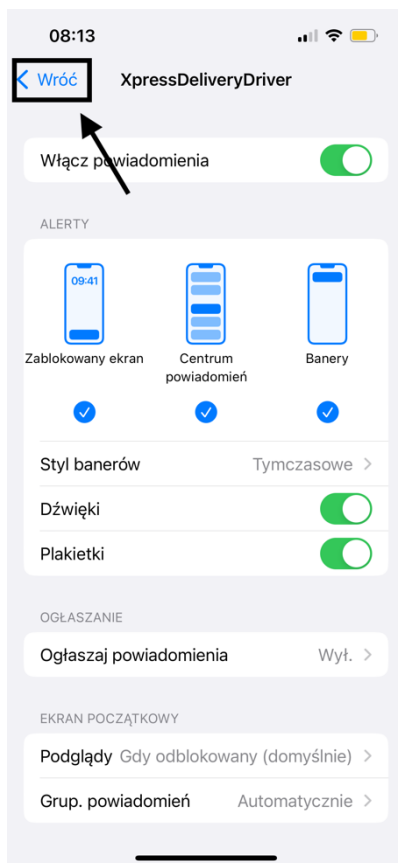 08:13
Wróć XpressDeliveryDriver
Włącz powiadomienia
ALERTY
09:41
Zablokowany ekran Centrum powiadomień Banery
Styl banerów Tymczasowe
Dźwięki
Plakietki
OGŁASZANIE
Ogłaszaj powiadomienia Wył.
EKRAN POCZĄTKOWY
Podglądy Gdy odblokowany (domyślnie)
Grup. powiadomień Automatycznie